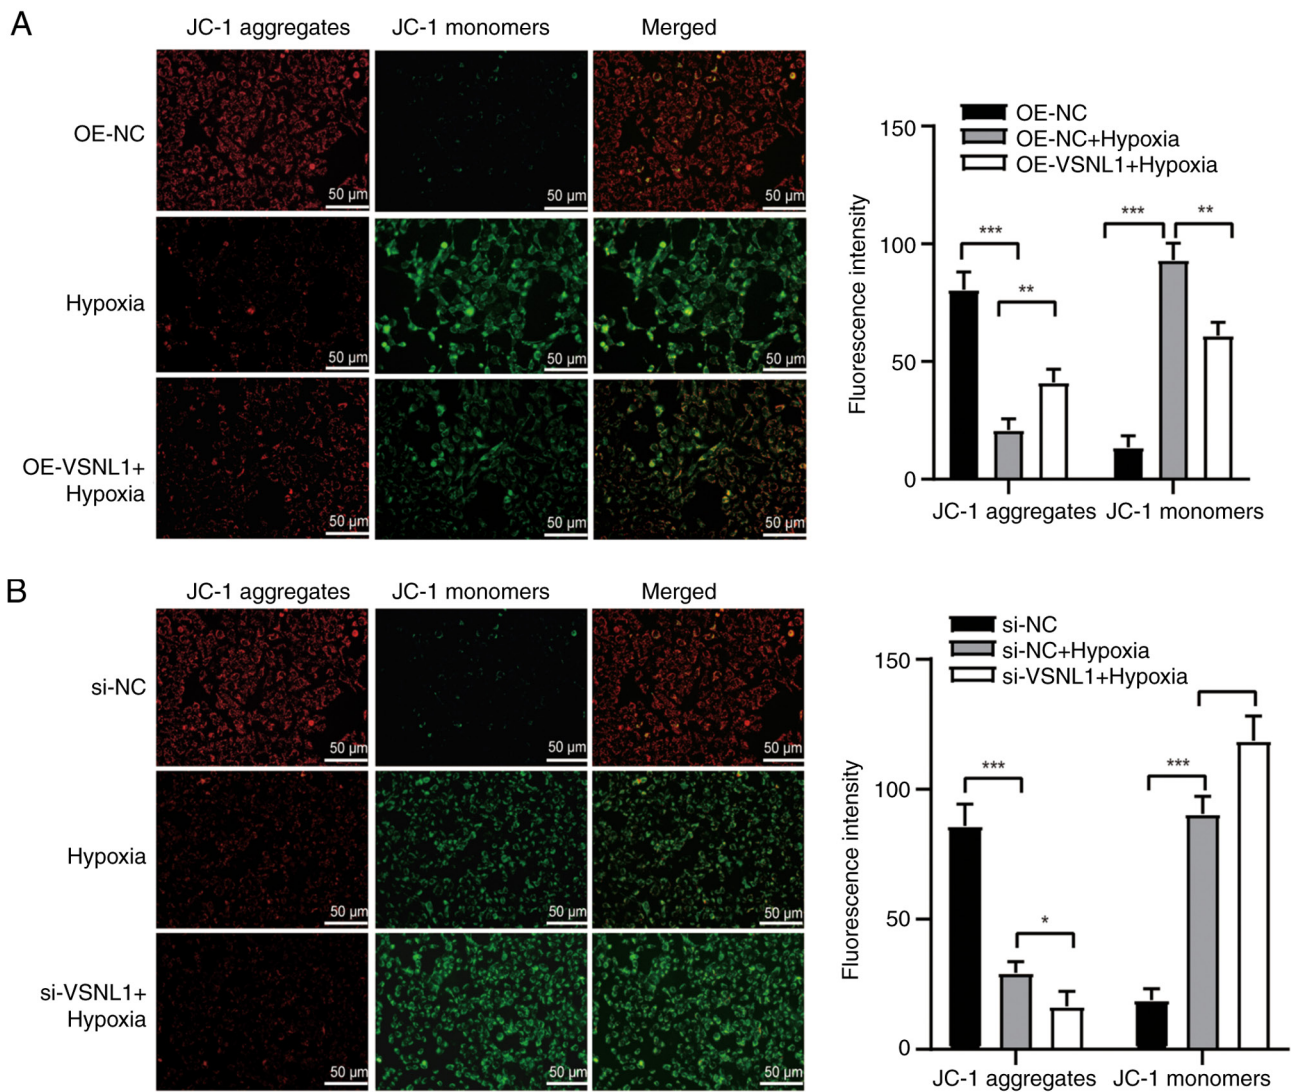 A
JC-1 aggregates JC-1 monomers Merged
OE-NC
50 µm 50 µm 50 µm
Hypoxia
50 µm 50 µm 50 µm
OE-VSNL1+
Hypoxia
50 µm 50 µm 50 µm
OE-NC
OE-NC+Hypoxia
OE-VSNL1+Hypoxia
Fluorescence intensity
150
100
50
0
*** ** *** **
JC-1 aggregates JC-1 monomers
B
JC-1 aggregates JC-1 monomers Merged
si-NC
50 µm 50 µm 50 µm
Hypoxia
50 µm 50 µm 50 µm
si-VSNL1+
Hypoxia
50 µm 50 µm 50 µm
si-NC
si-NC+Hypoxia
si-VSNL1+Hypoxia
Fluorescence intensity
150
100
50
0
*** * ***
JC-1 aggregates JC-1 monomers